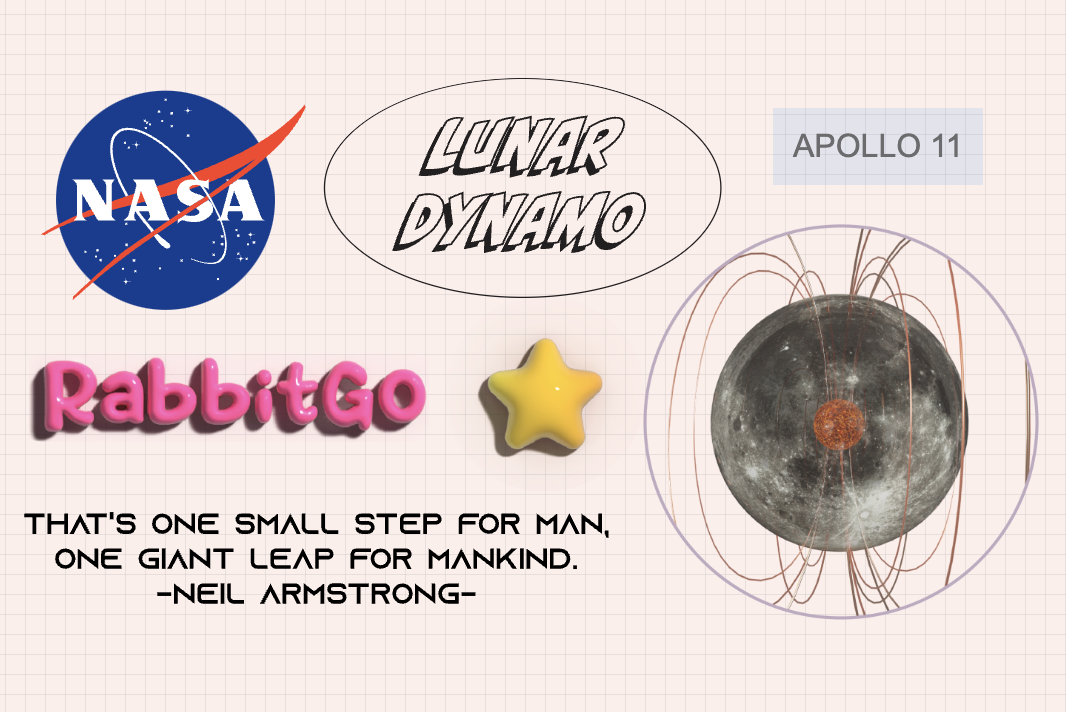 NASA
LUNAR
DYNAMO
APOLLO 11
RabbitGo
THAT'S ONE SMALL STEP FOR MAN,
ONE GIANT LEAP FOR MANKIND.
-NEIL ARMSTRONG-